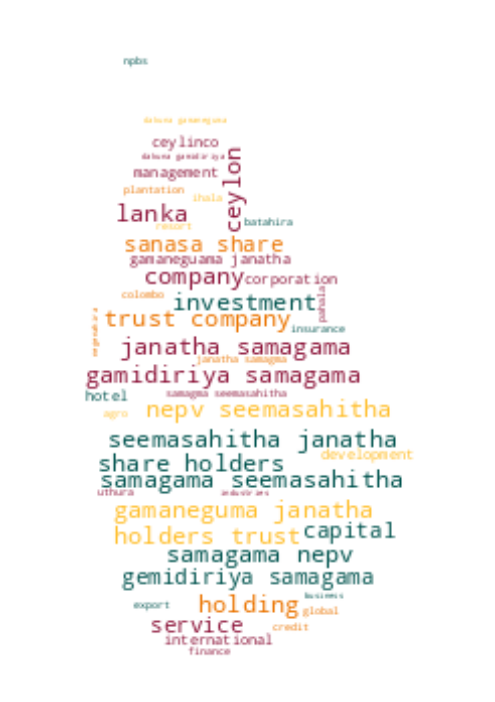 npbs
dakuna gamaneguma
ceylinco
dakuna gamidiriya
management
ceylon
plantation
ihala
lanka
batahira
resort
sanasa share
gamaneguama janatha
company
corporation
colombo
investment
pahala
trust company
insurance
janatha samagama
janatha samagma
gamidiriya samagama
hotel
samagma seemasahitha
agro
nepv seemasahitha
seemasahitha janatha
development
share holders
samagama seemasahitha
uthura
industries
gamaneguma janatha
holders trust
capital
samagama nepv
gemidiriya samagama
business
export
holding
global
service
credit
international
finance